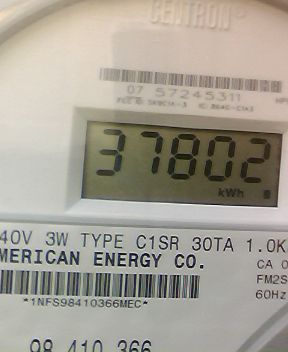 CENTRON®
07 57245311
37802
kWh
40V 3W TYPE C1SR 30TA 1.0K
MERICAN ENERGY CO.
CA 0
FM2S
60Hz
*1NFS98410366MEC*
98 410 366